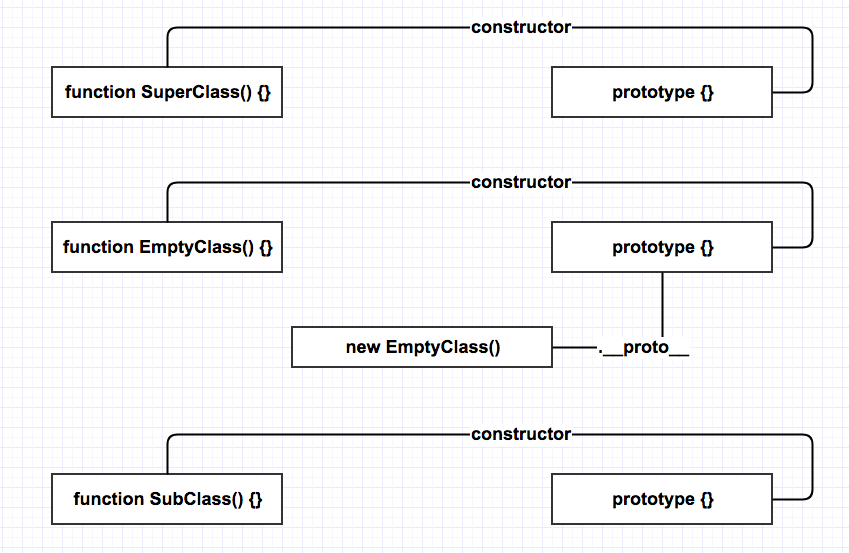 constructor
function SuperClass() {}
prototype {}
constructor
function EmptyClass() {}
prototype {}
new EmptyClass()
.__proto__
constructor
function SubClass() {}
prototype {}